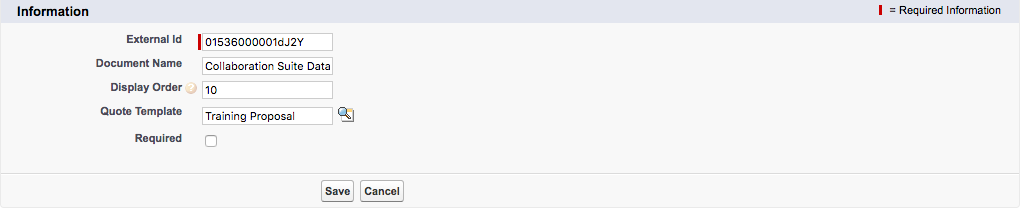 Information
= Required Information
External Id 01536000001dJ2Y
Document Name Collaboration Suite Data
Display Order ? 10
Quote Template Training Proposal
Required
Save Cancel